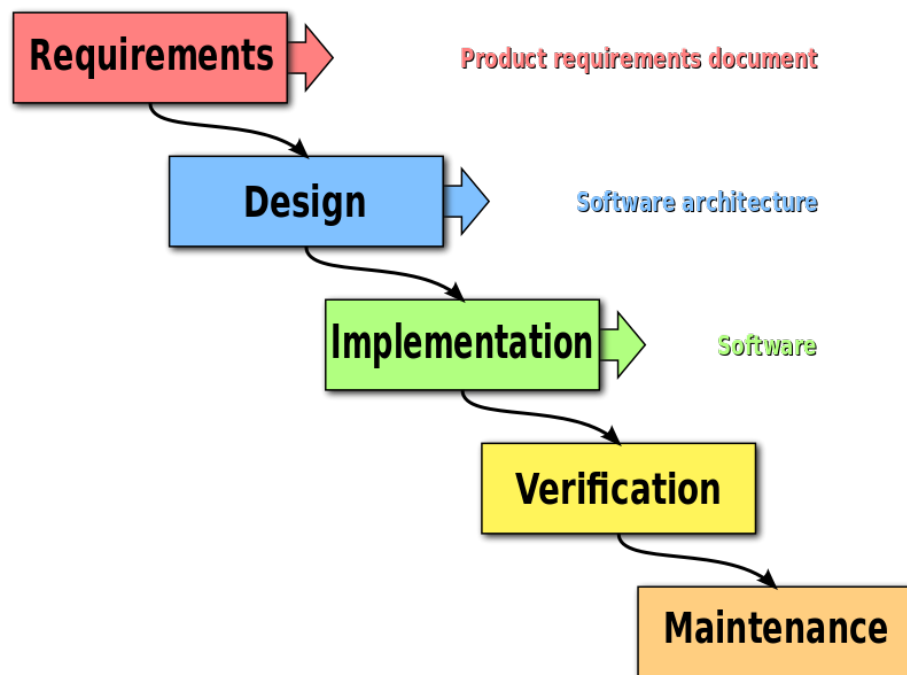 Requirements
Product requirements document
Design
Software architecture
Implementation
Software
Verification
Maintenance